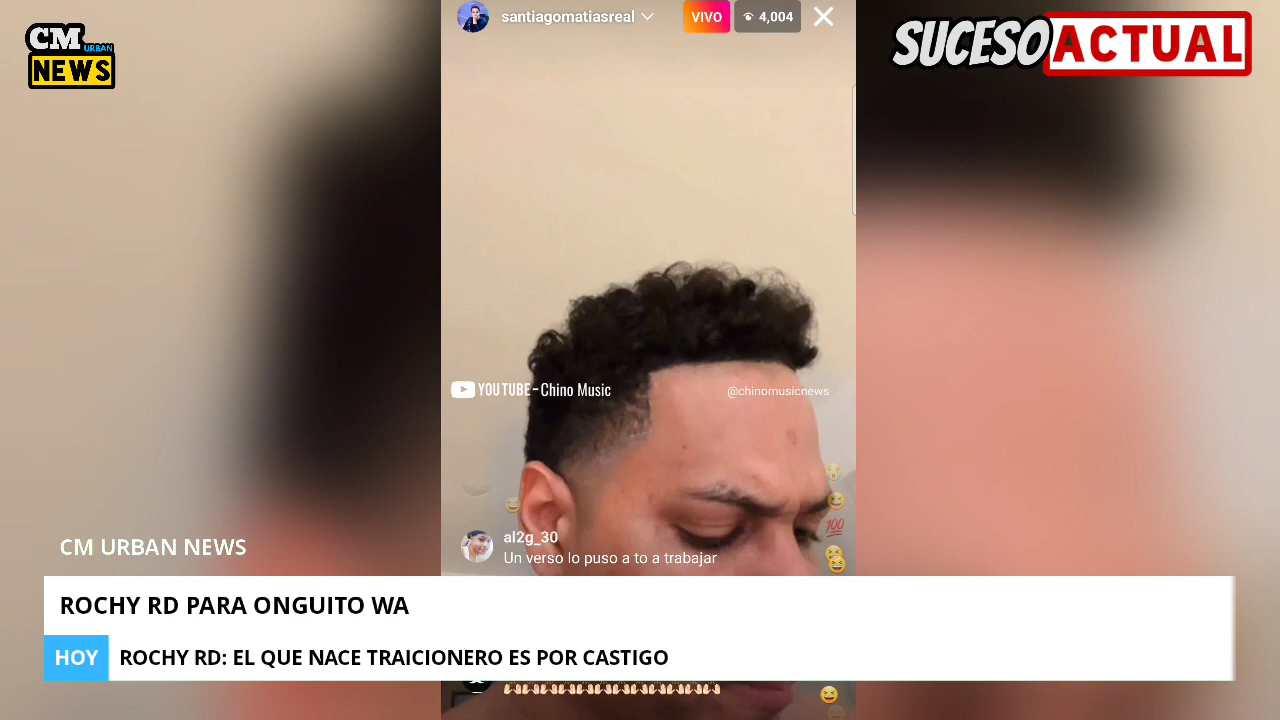 CM
URBAN
NEWS
santiagomatiasreal
VIVO
4,004
SUCESO ACTUAL
YOUTUBE - Chino Music
@chinomusicnews
100
al2g_30
Un verso lo puso a to a trabajar
CM URBAN NEWS
ROCHY RD PARA ONGUITO WA
HOY
ROCHY RD: EL QUE NACE TRAICIONERO ES POR CASTIGO